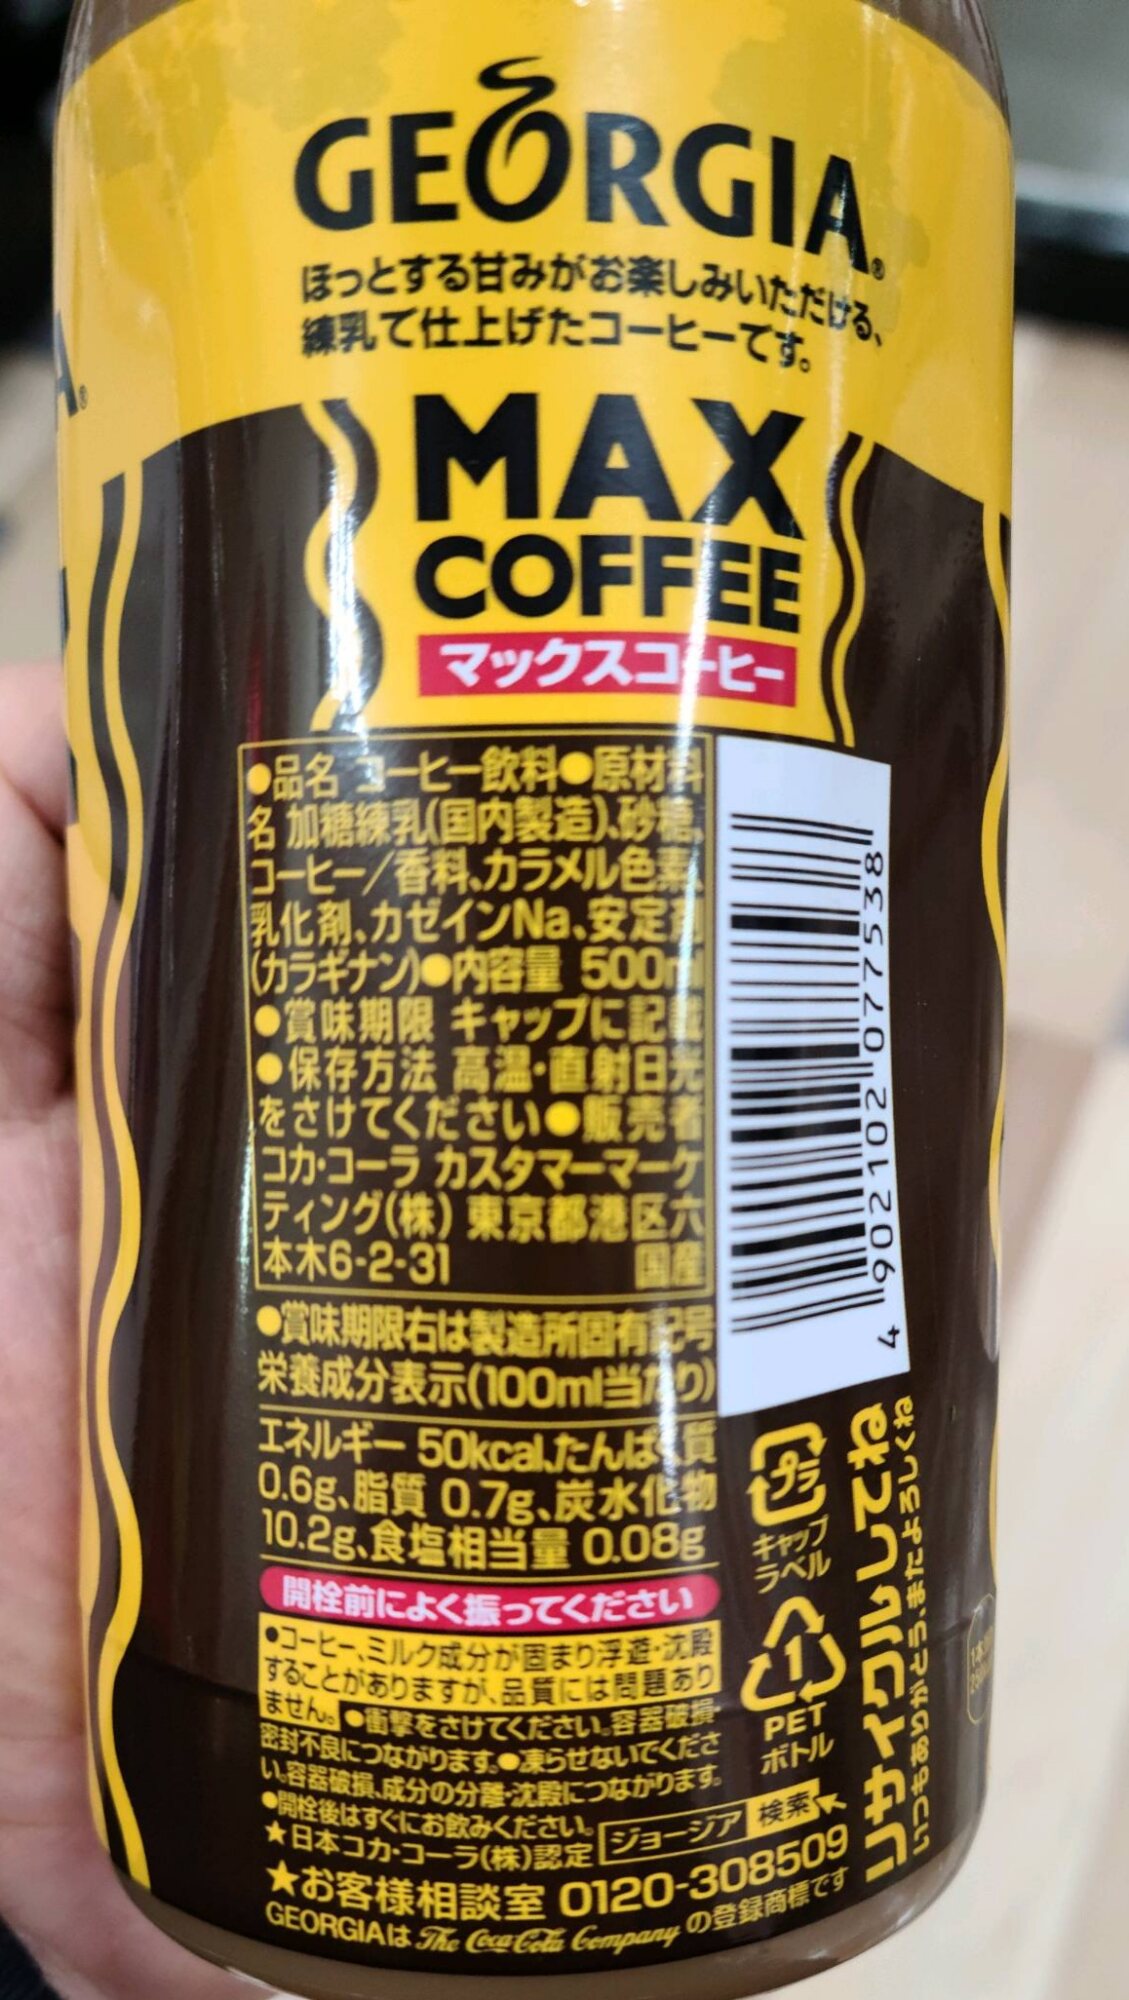 GEORGIA®
ほっとする甘みがお楽しみいただける、
練乳で仕上げたコーヒーです。
MAX
COFFEE
マックスコーヒー
●品名 コーヒー飲料●原材料
名 加糖練乳(国内製造)、砂糖、
コーヒー/香料、カラメル色素、
乳化剤、カゼインNa、安定剤
(カラギナン)●内容量 500ml
●賞味期限 キャップに記載
●保存方法 高温・直射日光
をさけてください●販売者
コカ・コーラ カスタマーマーケ
ティング(株) 東京都港区六
本木6-2-31 国産
●賞味期限右は製造所固有記号
栄養成分表示(100ml当たり)
エネルギー 50kcal、たんぱく質
0.6g、脂質 0.7g、炭水化物
10.2g、食塩相当量 0.08g
開栓前によく振ってください
●コーヒー、ミルク成分が固まり浮遊・沈殿
することがありますが、品質には問題あり
ません。●衝撃をさけてください。容器破損・
密封不良につながります。●凍らせないでくださ
い。容器破損、成分の分離・沈殿につながります。
●開栓後はすぐにお飲みください。
★日本コカ・コーラ(株)認定 ジョージア 検索
★お客様相談室 0120-308509
GEORGIAは The Coca-Cola Company の登録商標です
4 902102 077538
プラ
キャップ
ラベル
1
PET
ボトル
リサイクルしてね
いつもありがとう、またよろしくね